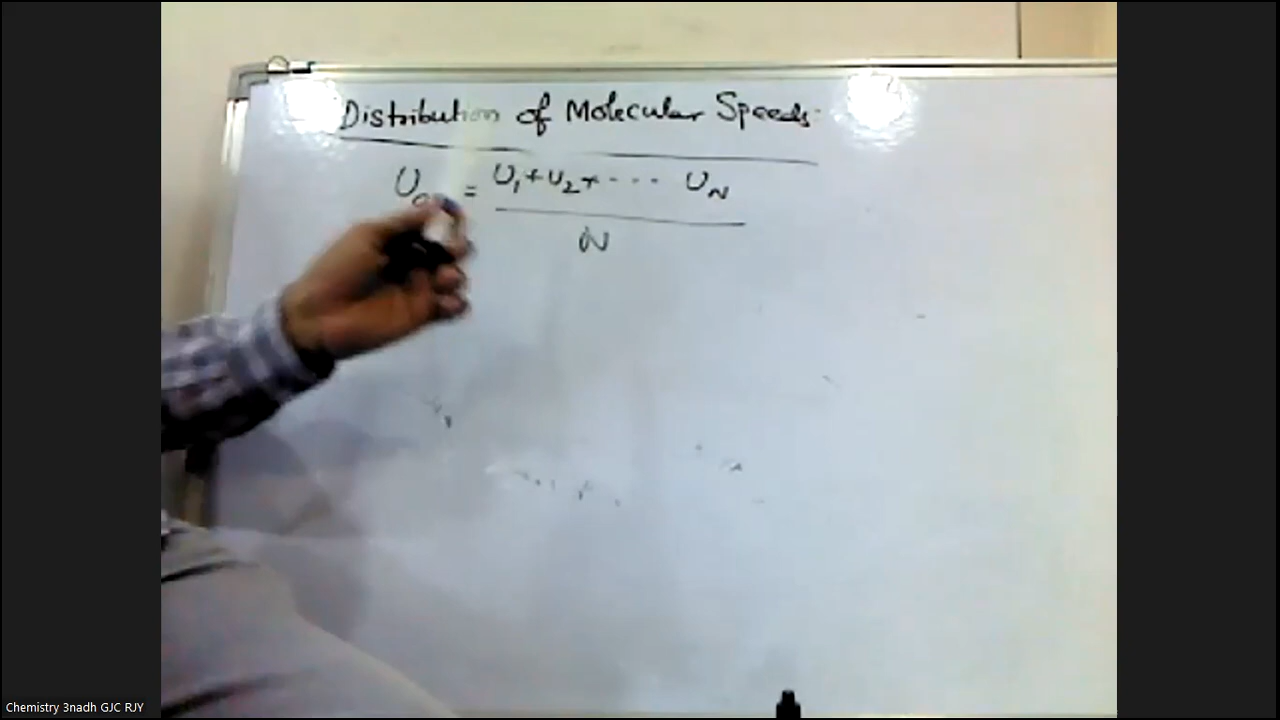 Distribution of Molecular Speeds
= U₁ + U₂ + ... U_N
N
Chemistry 3nadh GJC RJY